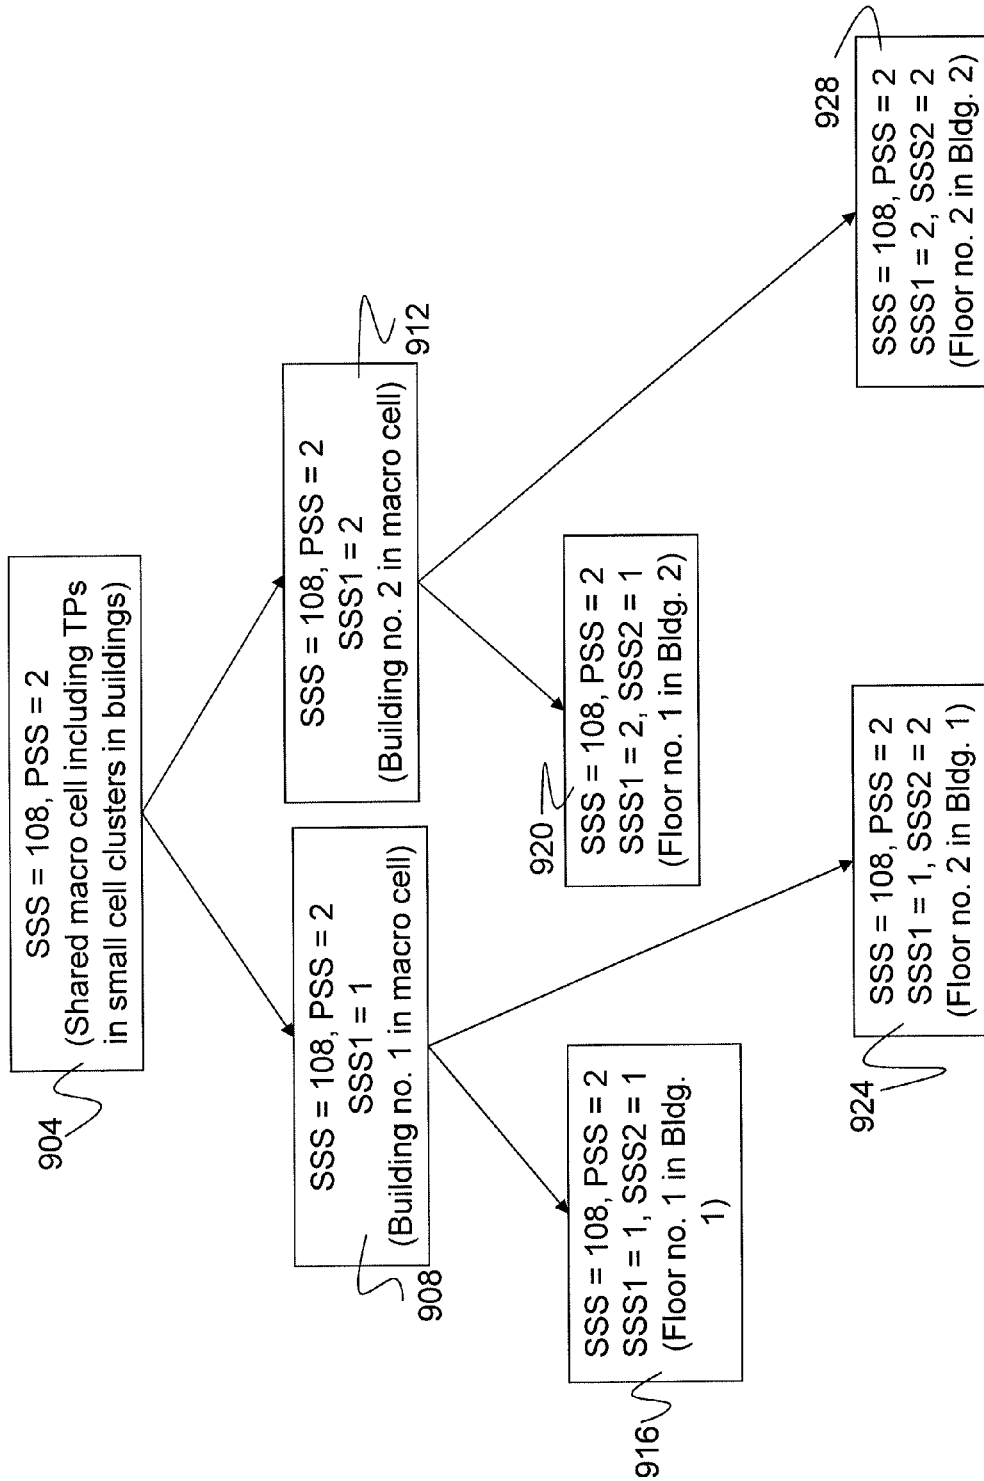 904
SSS = 108, PSS = 2
(Shared macro cell including TPs
in small cell clusters in buildings)
908
SSS = 108, PSS = 2
SSS1 = 1
(Building no. 1 in macro cell)
SSS = 108, PSS = 2
SSS1 = 2
(Building no. 2 in macro cell)
912
916
SSS = 108, PSS = 2
SSS1 = 1, SSS2 = 1
(Floor no. 1 in Bldg.
1)
920
SSS = 108, PSS = 2
SSS1 = 2, SSS2 = 1
(Floor no. 1 in Bldg. 2)
924
SSS = 108, PSS = 2
SSS1 = 1, SSS2 = 2
(Floor no. 2 in Bldg. 1)
928
SSS = 108, PSS = 2
SSS1 = 2, SSS2 = 2
(Floor no. 2 in Bldg. 2)